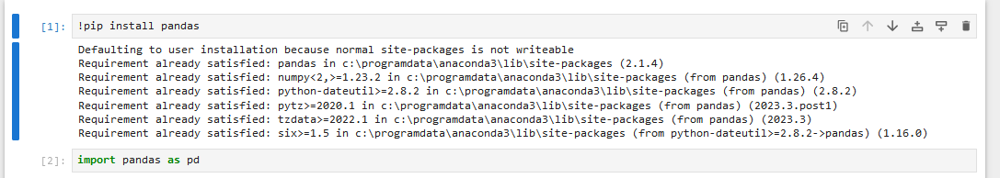 [1]: !pip install pandas
Defaulting to user installation because normal site-packages is not writeable
Requirement already satisfied: pandas in c:\programdata\anaconda3\lib\site-packages (2.1.4)
Requirement already satisfied: numpy<2,>=1.23.2 in c:\programdata\anaconda3\lib\site-packages (from pandas) (1.26.4)
Requirement already satisfied: python-dateutil>=2.8.2 in c:\programdata\anaconda3\lib\site-packages (from pandas) (2.8.2)
Requirement already satisfied: pytz>=2020.1 in c:\programdata\anaconda3\lib\site-packages (from pandas) (2023.3.post1)
Requirement already satisfied: tzdata>=2022.1 in c:\programdata\anaconda3\lib\site-packages (from pandas) (2023.3)
Requirement already satisfied: six>=1.5 in c:\programdata\anaconda3\lib\site-packages (from python-dateutil>=2.8.2->pandas) (1.16.0)
[2]: import pandas as pd